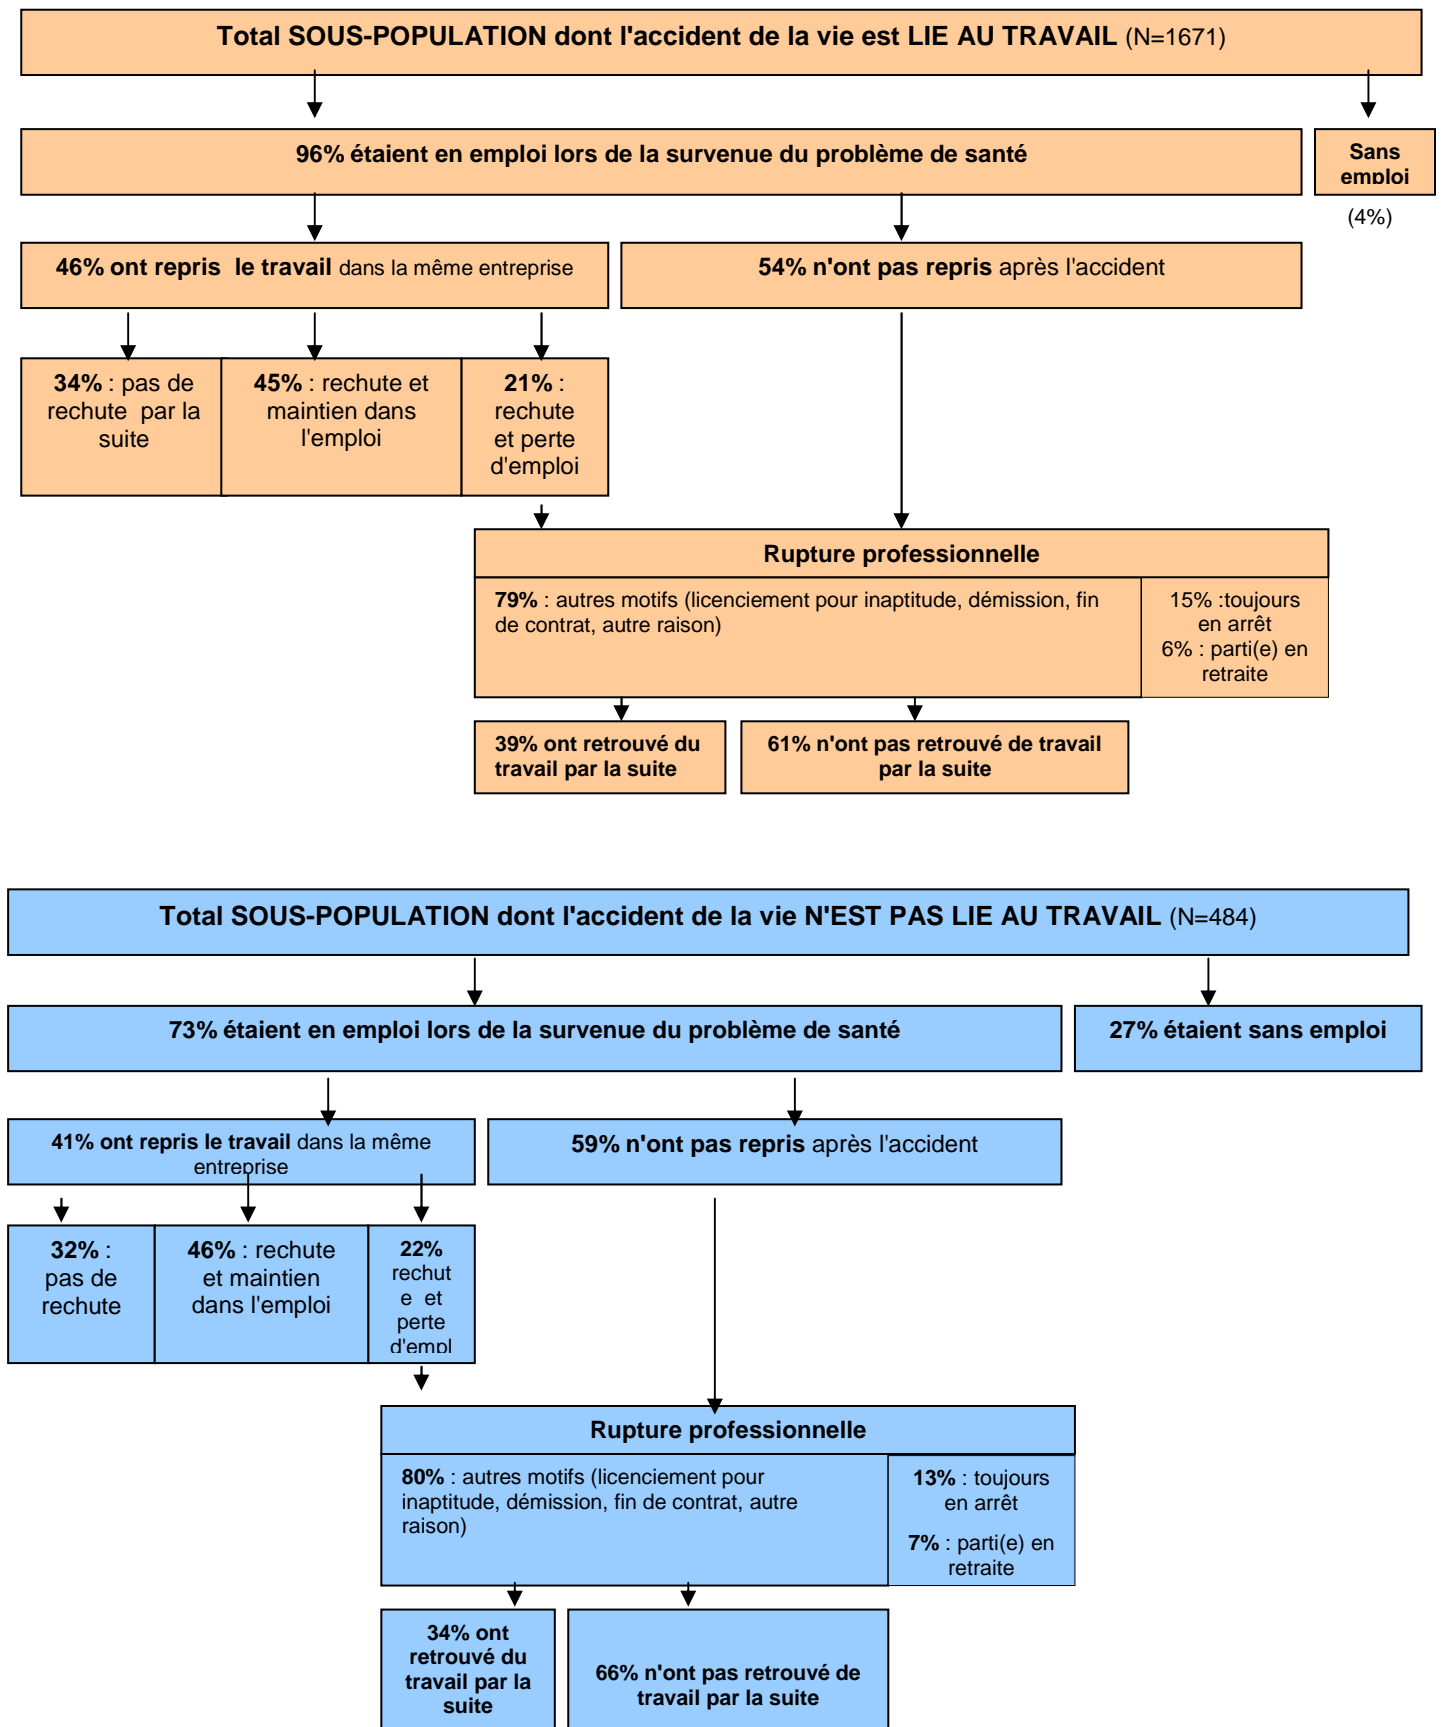 Total SOUS-POPULATION dont l'accident de la vie est LIE AU TRAVAIL (N=1671)
96% étaient en emploi lors de la survenue du problème de santé
Sans
emploi
(4%)
46% ont repris le travail dans la même entreprise
54% n'ont pas repris après l'accident
34% : pas de
rechute par la
suite
45% : rechute et
maintien dans
l'emploi
21% :
rechute
et perte
d'emploi
Rupture professionnelle
79% : autres motifs (licenciement pour inaptitude, démission, fin
de contrat, autre raison)
15% :toujours
en arrêt
6% : parti(e) en
retraite
39% ont retrouvé du
travail par la suite
61% n'ont pas retrouvé de travail
par la suite
Total SOUS-POPULATION dont l'accident de la vie N'EST PAS LIE AU TRAVAIL (N=484)
73% étaient en emploi lors de la survenue du problème de santé
27% étaient sans emploi
41% ont repris le travail dans la même
entreprise
59% n'ont pas repris après l'accident
32% :
pas de
rechute
46% : rechute
et maintien
dans l'emploi
22%
rechut
e et
perte
d'empl
Rupture professionnelle
80% : autres motifs (licenciement pour
inaptitude, démission, fin de contrat, autre
raison)
13% : toujours
en arrêt
7% : parti(e) en
retraite
34% ont
retrouvé du
travail par la
suite
66% n'ont pas retrouvé de
travail par la suite